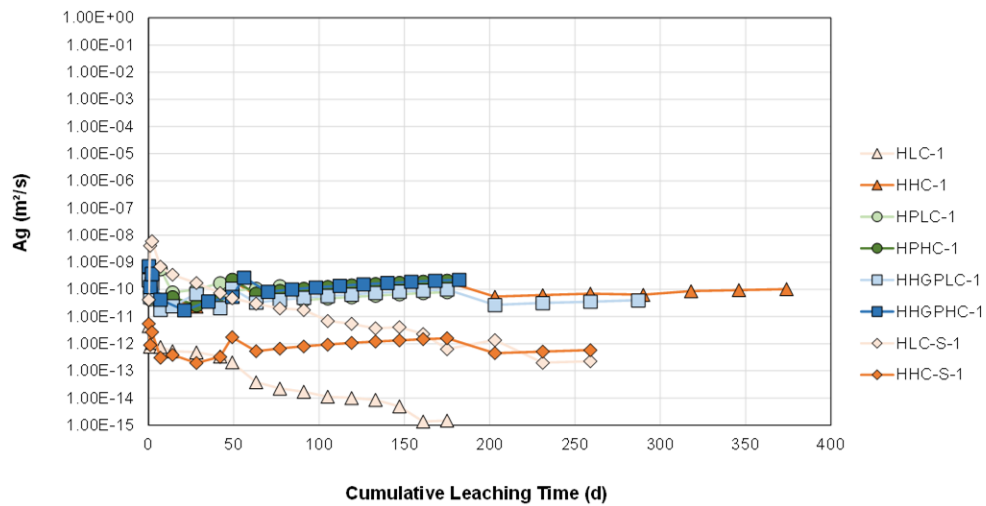 1.00E+00
1.00E-01
1.00E-02
1.00E-03
1.00E-04
1.00E-05
1.00E-06
1.00E-07
1.00E-08
1.00E-09
1.00E-10
1.00E-11
1.00E-12
1.00E-13
1.00E-14
1.00E-15
Ag (m²/s)
0 50 100 150 200 250 300 350 400
Cumulative Leaching Time (d)
HLC-1
HHC-1
HPLC-1
HPHC-1
HHGPLC-1
HHGPHC-1
HLC-S-1
HHC-S-1